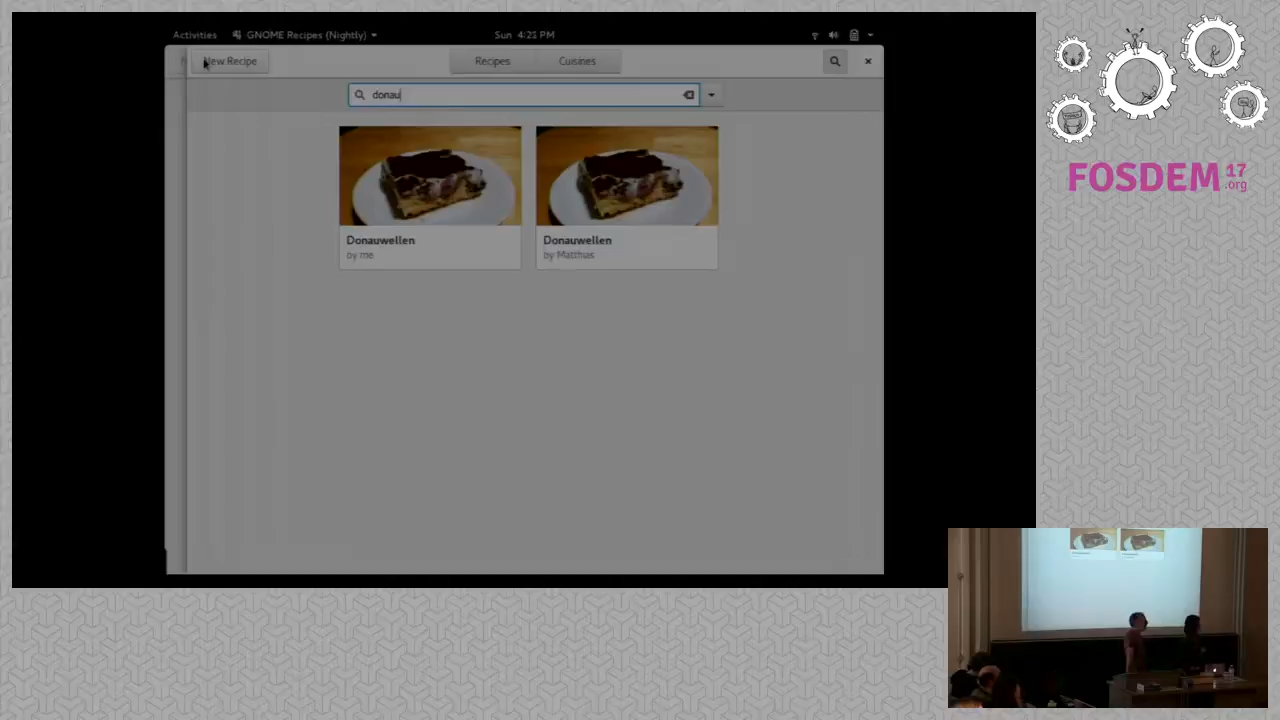 Activities GNOME Recipes (Nightly) Sun 4:21 PM
New Recipe Recipes Cuisines
donau
Donauwellen
by me
Donauwellen
by Matthias
FOSDEM 17
.org